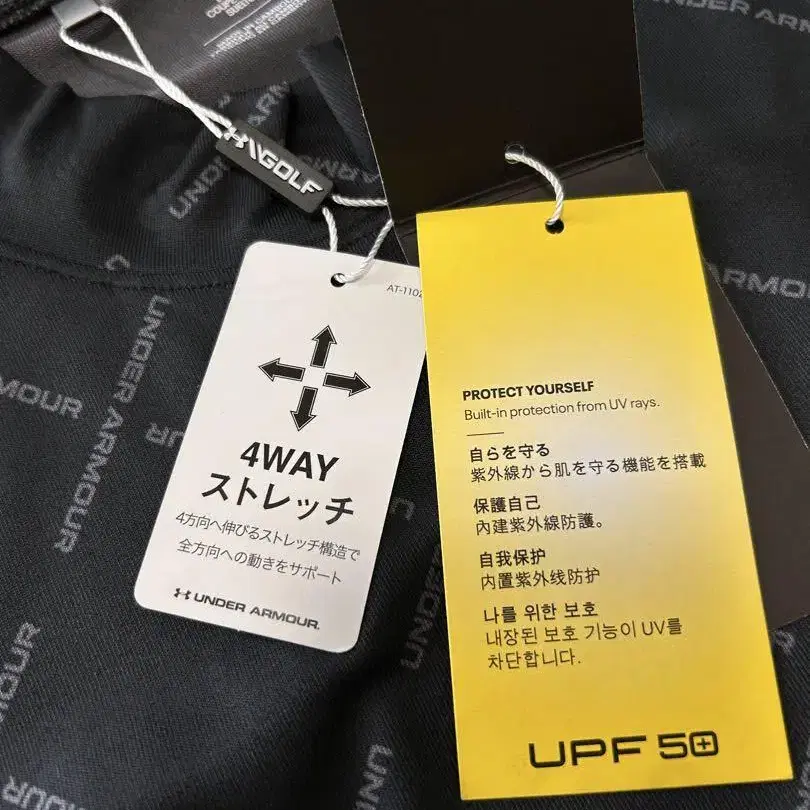 GOLF
AT-1102
4WAY
ストレッチ
4方向へ伸びるストレッチ構造で
全方向への動きをサポート
UNDER ARMOUR.
PROTECT YOURSELF
Built-in protection from UV rays.
自らを守る
紫外線から肌を守る機能を搭載
保護自己
內建紫外線防護。
自我保护
内置紫外线防护
나를 위한 보호
내장된 보호 기능이 UV를
차단합니다.
UPF 50+
UNDER ARMOUR
UNDER ARMOUR
UNDER ARMOUR
ARMOUR